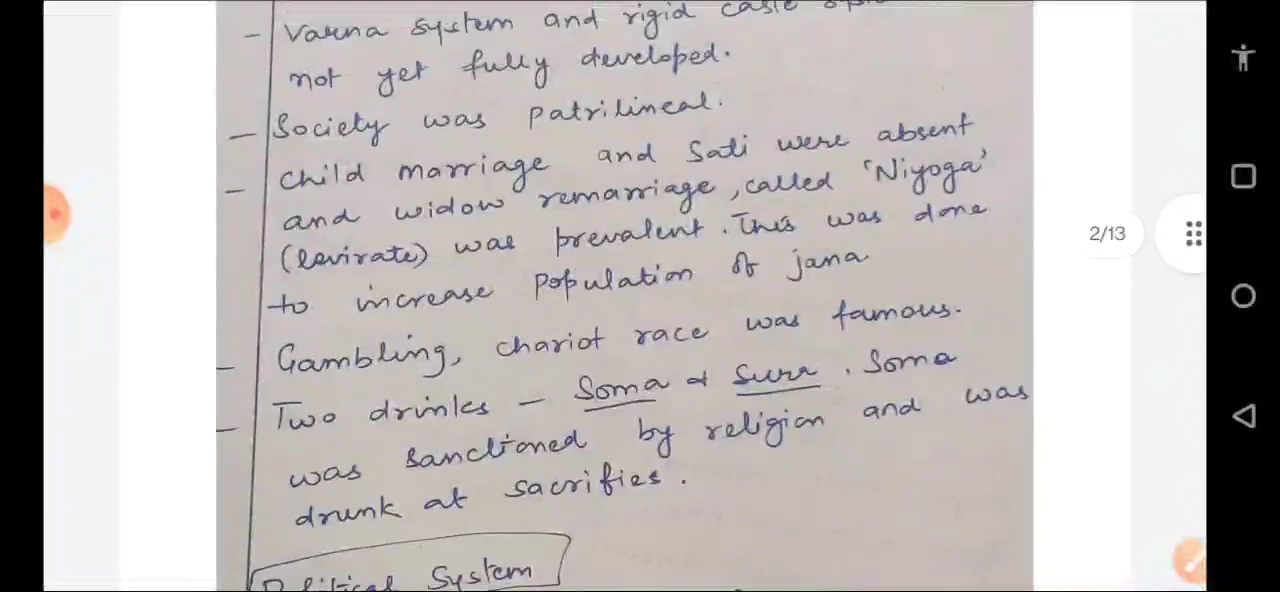 - Varna system and rigid caste
not yet fully developed.
- Society was patrilineal.
- Child marriage and Sati were absent
and widow remarriage, called 'Niyoga'
(levirate) was prevalent. This was done
to increase population of jana
- Gambling, chariot race was famous.
- Two drinks - Soma & Sura. Soma
was sanctioned by religion and was
drunk at sacrifies.
Political System
2/13